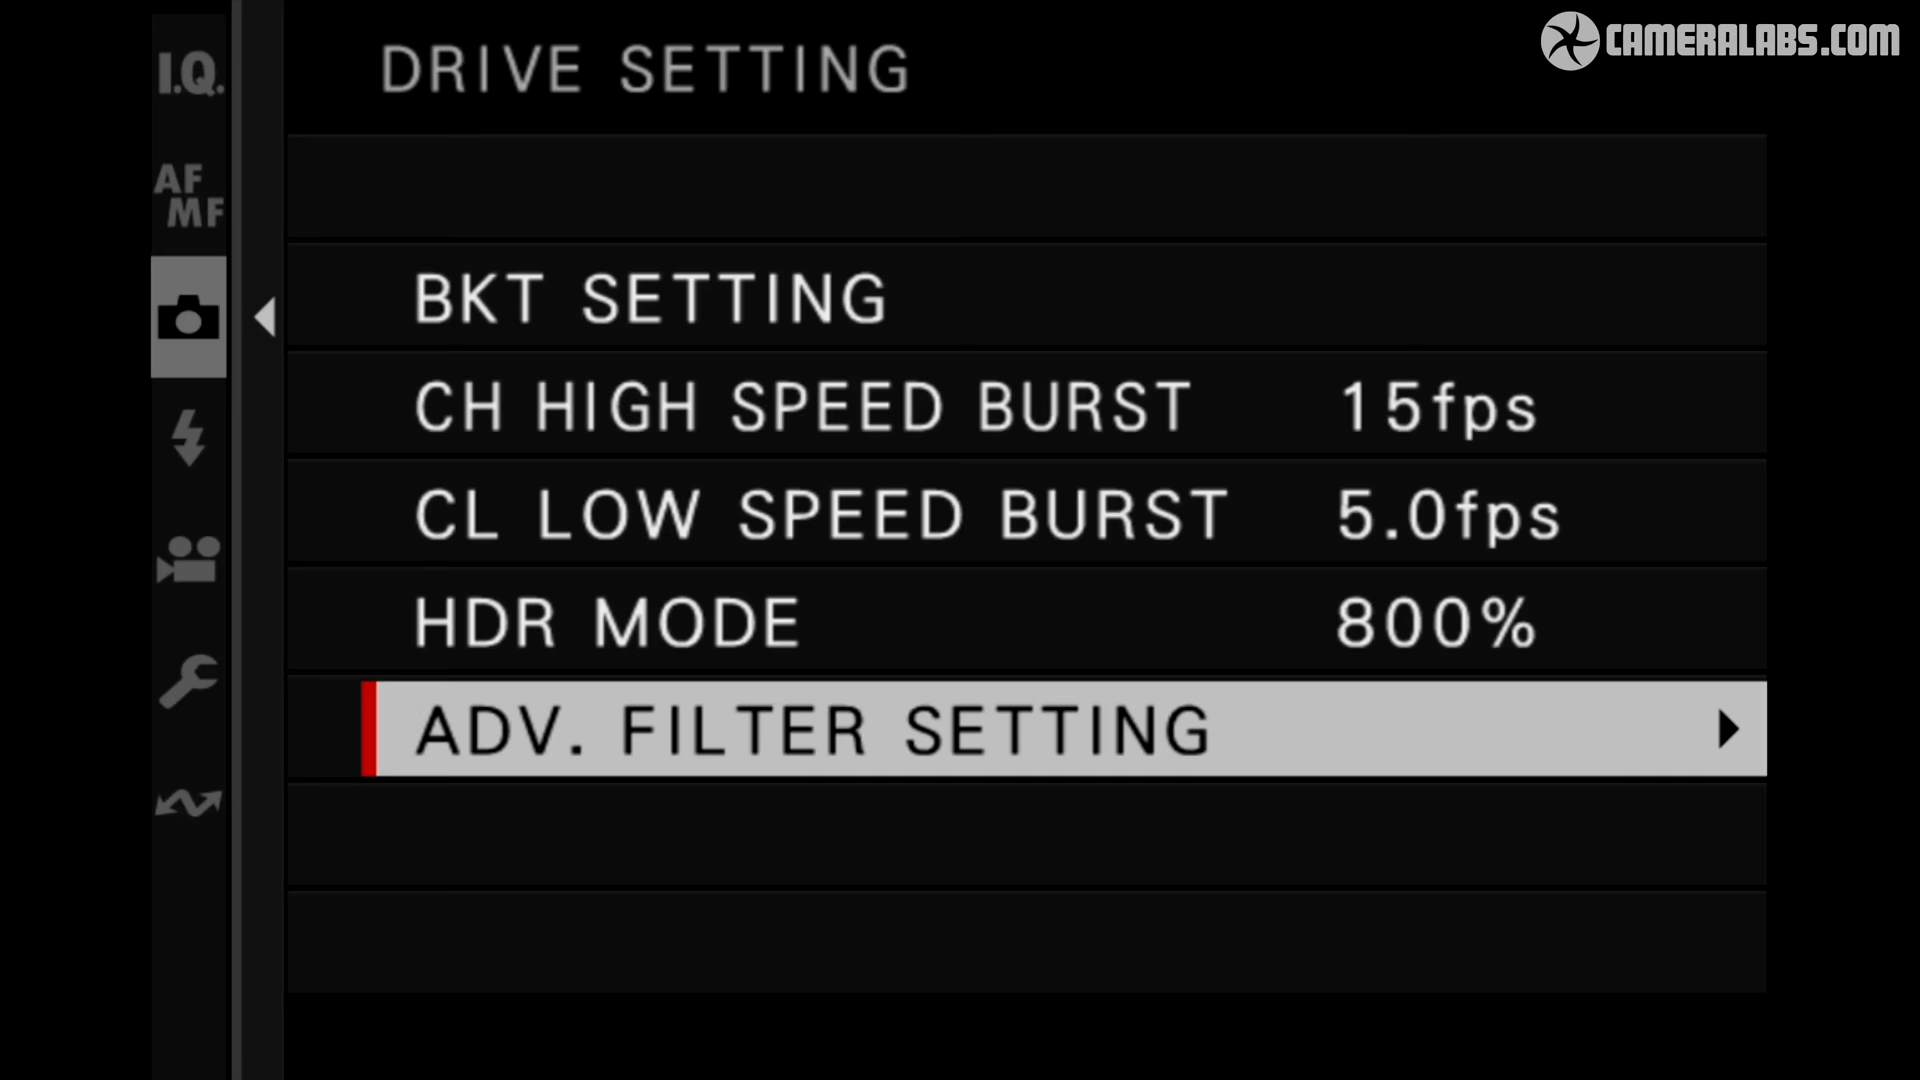 CAMERALABS.COM
DRIVE SETTING
I.Q.
AF
MF
BKT SETTING
CH HIGH SPEED BURST 15fps
CL LOW SPEED BURST 5.0fps
HDR MODE 800%
ADV. FILTER SETTING